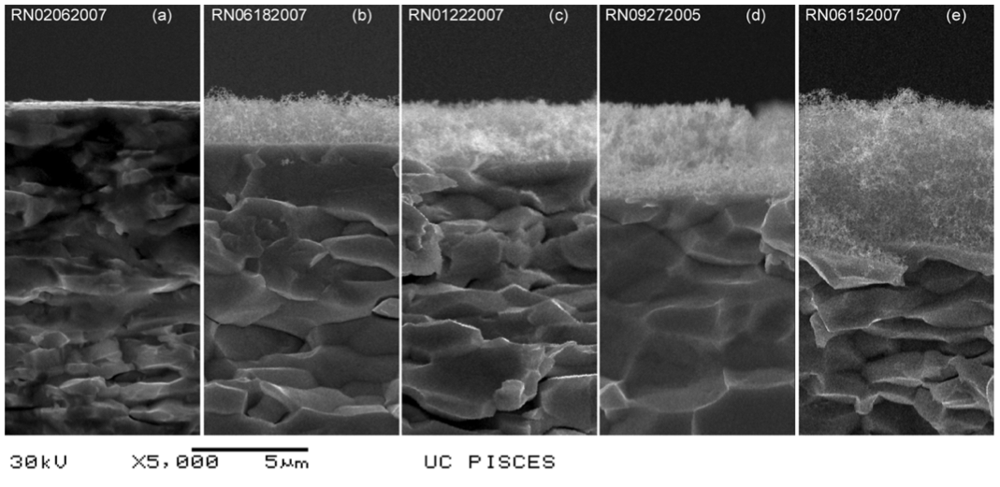 RN02062007 (a) RN06182007 (b) RN01222007 (c) RN09272005 (d) RN06152007 (e)
30kV X5,000 5μm UC PISCES